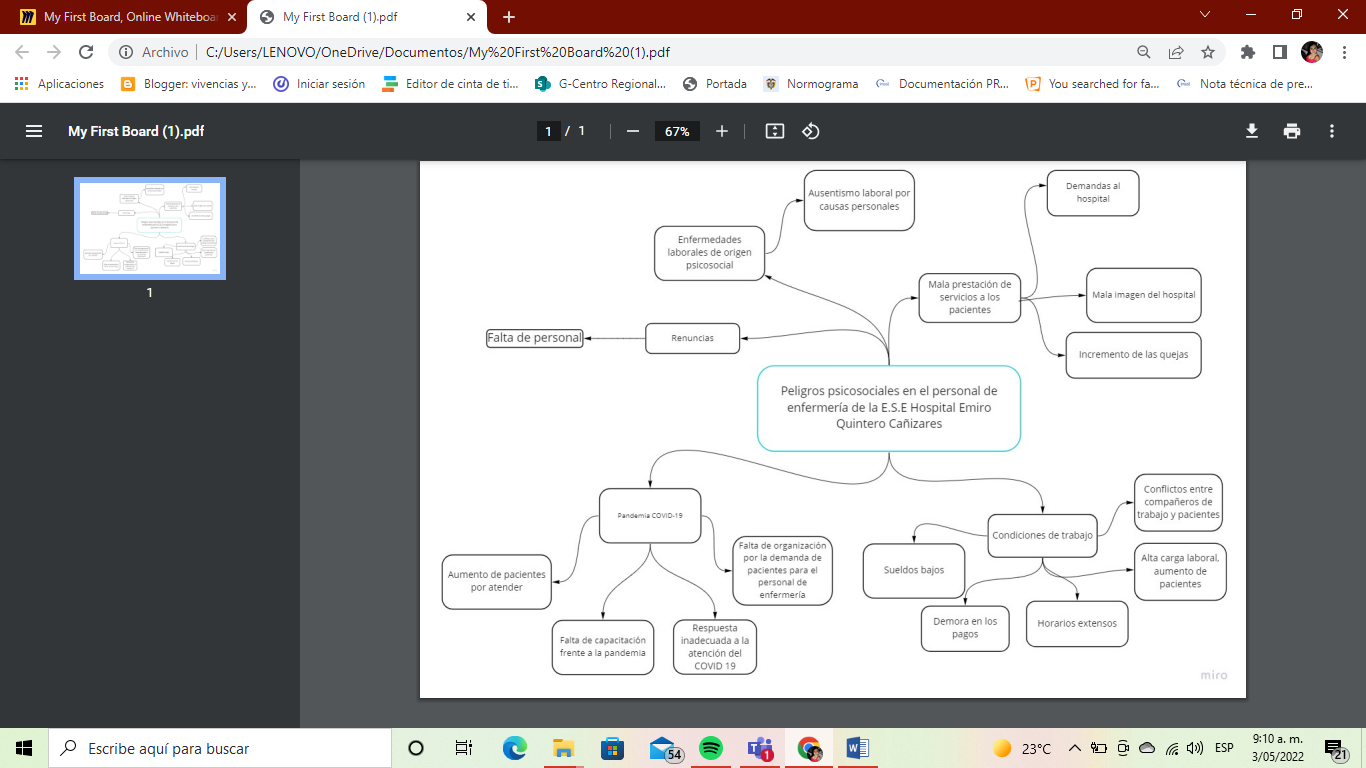 My First Board, Online Whiteboa
My First Board (1).pdf
Archivo
C:/Users/LENOVO/OneDrive/Documentos/My%20First%20Board%20(1).pdf
Aplicaciones
Blogger: vivencias y...
Iniciar sesión
Editor de cinta de ti...
G-Centro Regional...
Portada
Normograma
Documentación PR...
You searched for fa...
Nota técnica de pre...
My First Board (1).pdf
1 / 1
67%
1
Ausentismo laboral por
causas personales
Demandas al
hospital
Enfermedades
laborales de origen
psicosocial
Mala prestación de
servicios a los
pacientes
Mala imagen del hospital
Falta de personal
Renuncias
Incremento de las quejas
Peligros psicosociales en el personal de
enfermería de la E.S.E Hospital Emiro
Quintero Cañizares
Pandemia COVID-19
Aumento de pacientes
por atender
Falta de capacitación
frente a la pandemia
Respuesta
inadecuada a la
atención del
COVID 19
Falta de organización
por la demanda de
pacientes para el
personal de
enfermería
Condiciones de trabajo
Conflictos entre
compañeros de
trabajo y pacientes
Sueldos bajos
Alta carga laboral,
aumento de
pacientes
Demora en los
pagos
Horarios extensos
miro
Escribe aquí para buscar
54
1
23°C
ESP
9:10 a. m.
3/05/2022
21